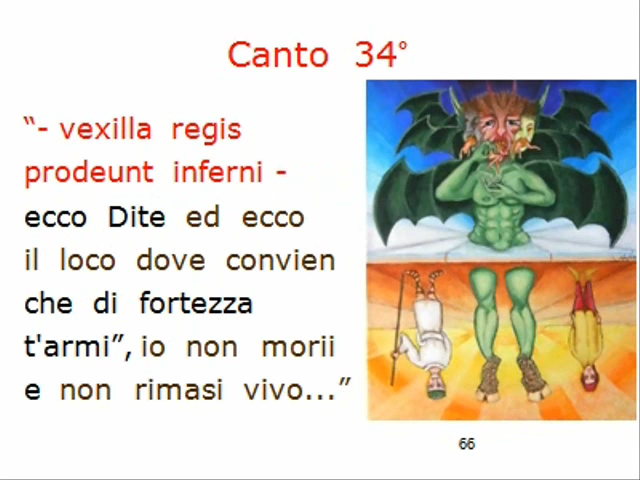 Canto 34°
“- vexilla regis
prodeunt inferni -
ecco Dite ed ecco
il loco dove convien
che di fortezza
t'armi”, io non morii
e non rimasi vivo...”
66